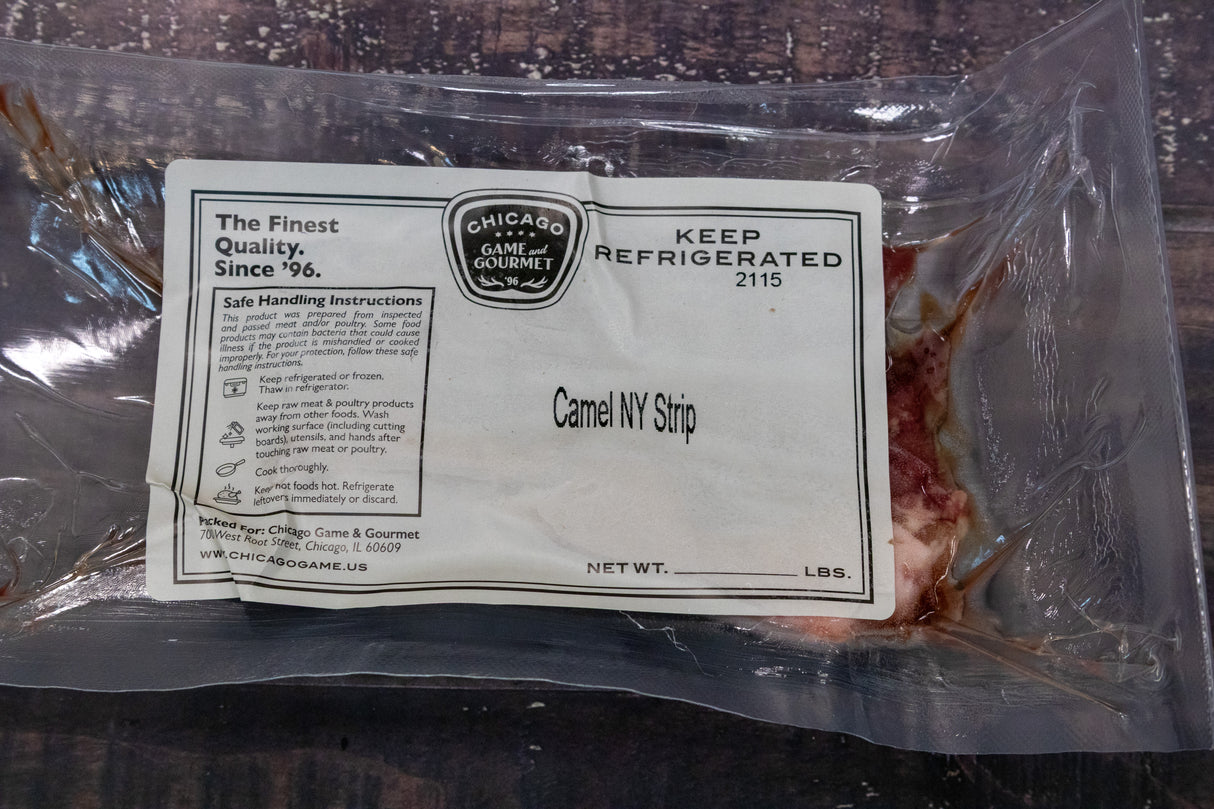 The Finest
Quality.
Since ’96.
CHICAGO
GAME and
GOURMET
’96
KEEP
REFRIGERATED
2115
Safe Handling Instructions
This product was prepared from inspected
and passed meat and/or poultry. Some food
products may contain bacteria that could cause
illness if the product is mishandled or cooked
improperly. For your protection, follow these safe
handling instructions.
Keep refrigerated or frozen.
Thaw in refrigerator.
Keep raw meat & poultry products
away from other foods. Wash
working surface (including cutting
boards), utensils, and hands after
touching raw meat or poultry.
Cook thoroughly.
Keep hot foods hot. Refrigerate
leftovers immediately or discard.
Camel NY Strip
Packed For: Chicago Game & Gourmet
70 West Root Street, Chicago, IL 60609
WWW.CHICAGOGAME.US
NET WT. __________ LBS.